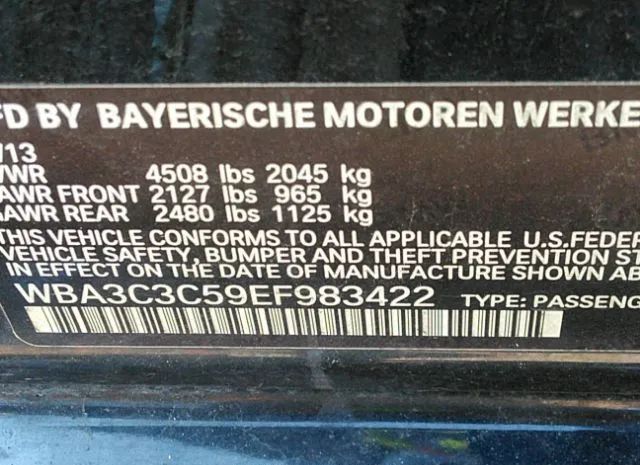 FD BY BAYERISCHE MOTOREN WERKE
/13
VWR 4508 lbs 2045 kg
AWR FRONT 2127 lbs 965 kg
AWR REAR 2480 lbs 1125 kg
THIS VEHICLE CONFORMS TO ALL APPLICABLE U.S.FEDER
VEHICLE SAFETY, BUMPER AND THEFT PREVENTION ST
IN EFFECT ON THE DATE OF MANUFACTURE SHOWN AB
WBA3C3C59EF983422 TYPE: PASSENG